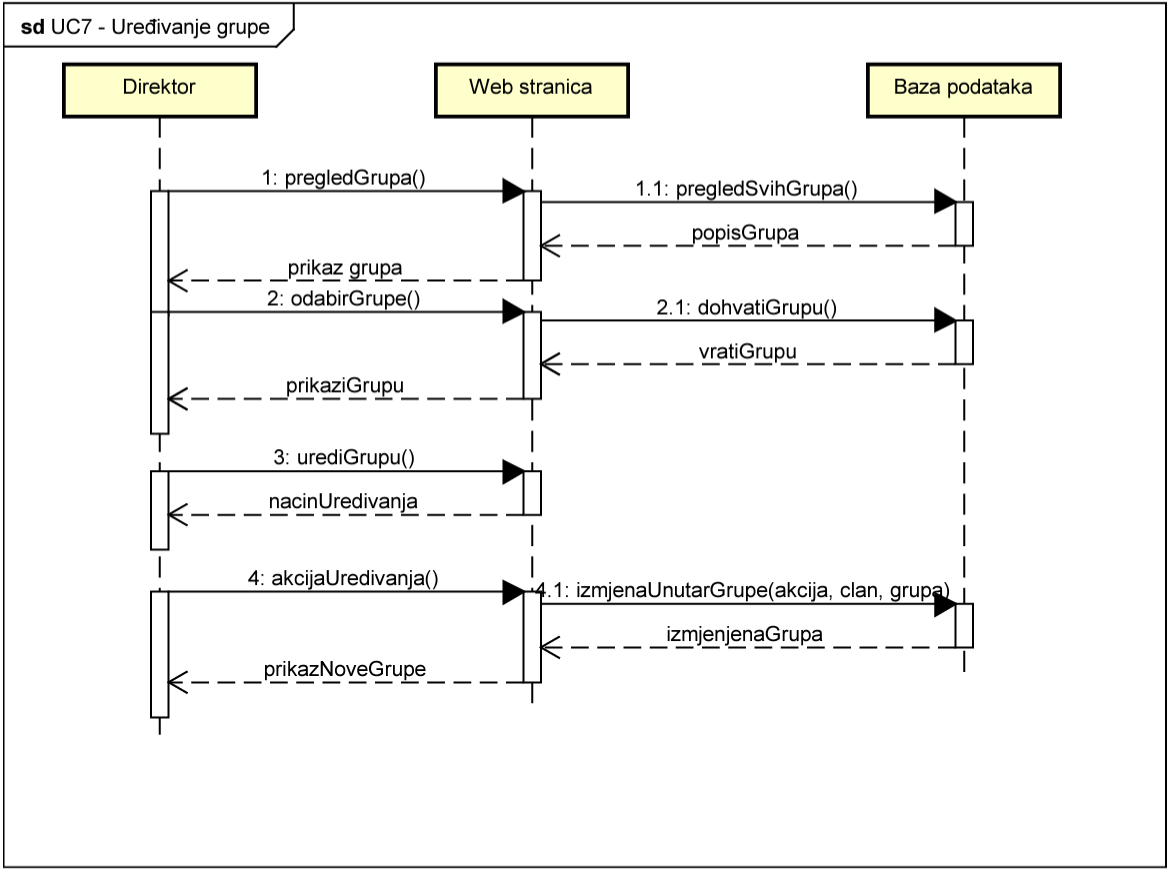 sd UC7 - Uređivanje grupe
Direktor
Web stranica
Baza podataka
1: pregledGrupa()
1.1: pregledSvihGrupa()
popisGrupa
prikaz grupa
2: odabirGrupe()
2.1: dohvatiGrupu()
vratiGrupu
prikaziGrupu
3: urediGrupu()
nacinUredivanja
4: akcijaUredivanja()
4.1: izmjenaUnutarGrupe(akcija, clan, grupa)
izmjenjenaGrupa
prikazNoveGrupe